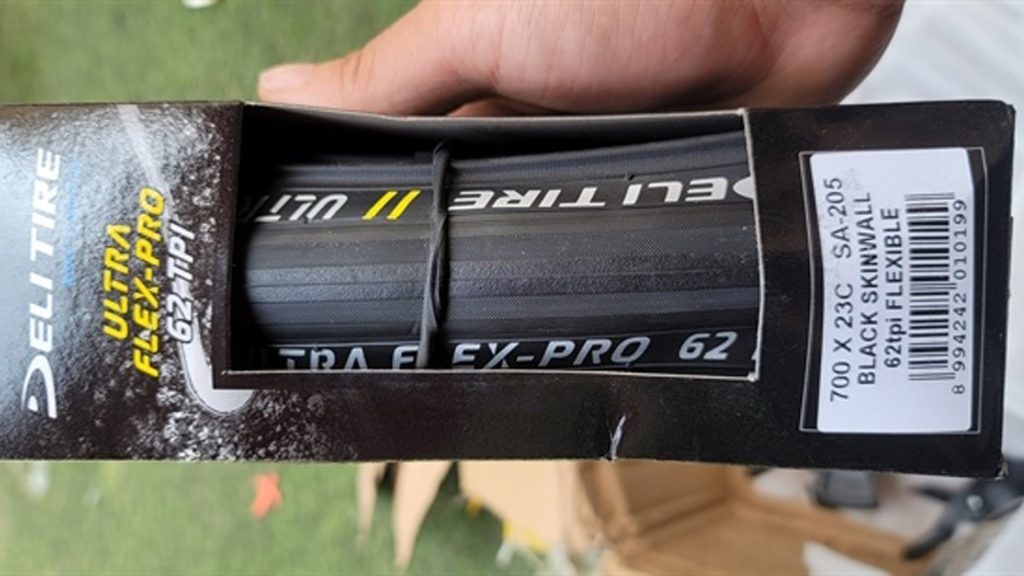 DELI TIRE
ULTRA
FLEX-PRO
62 TPI
DELI TIRE // ULTR
ULTRA FLEX-PRO 62
700 X 23C SA-205
BLACK SKINWALL
62tpi FLEXIBLE
8 994242 010199